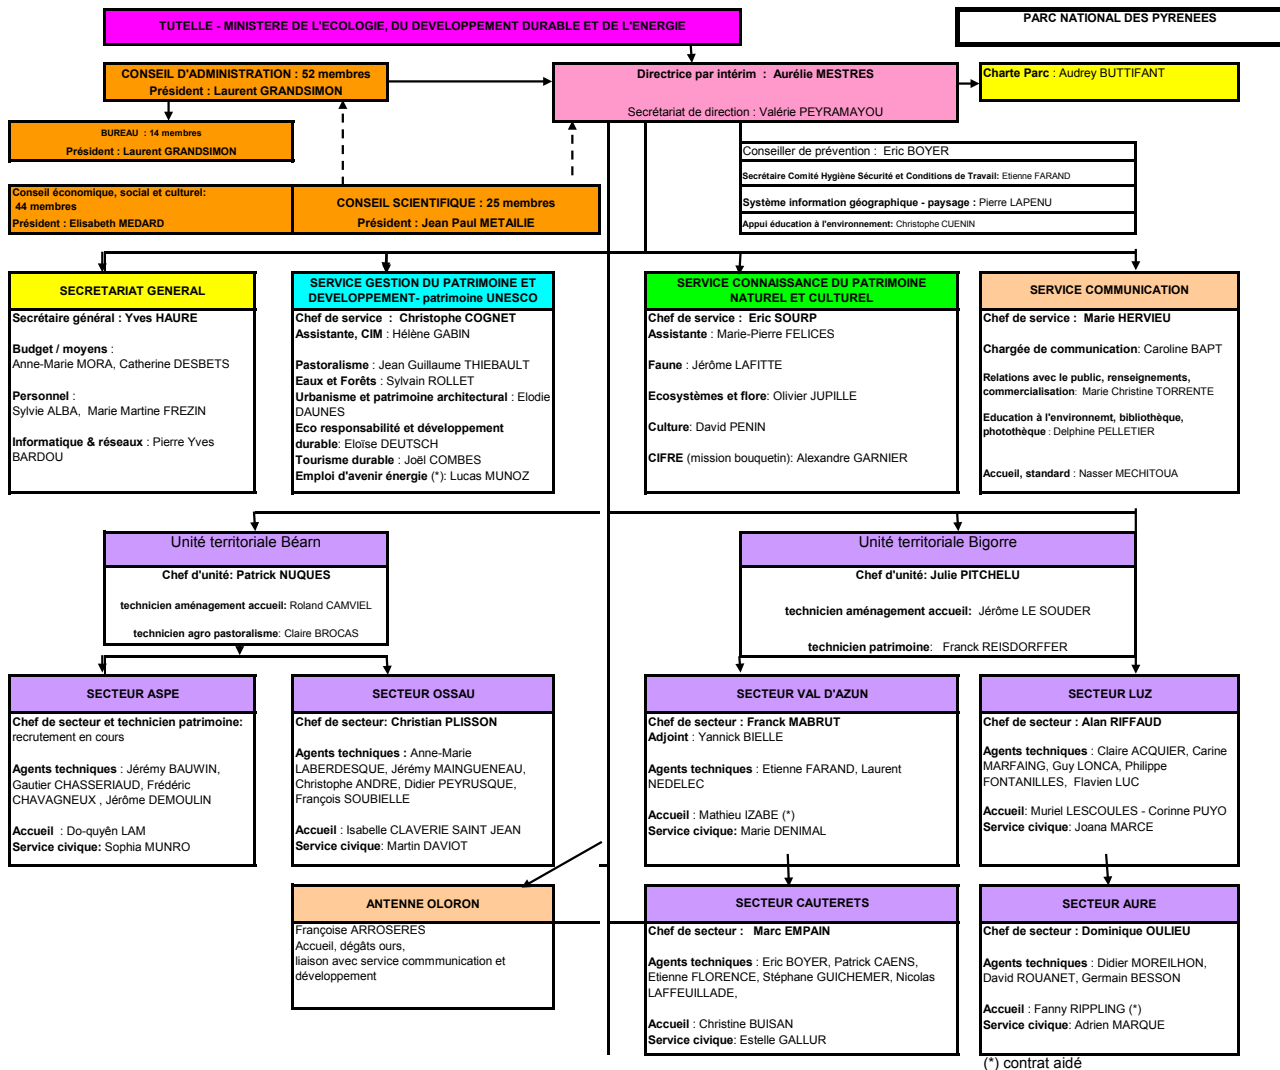 TUTELLE - MINISTERE DE L'ECOLOGIE, DU DEVELOPPEMENT DURABLE ET DE L'ENERGIE
PARC NATIONAL DES PYRENEES
CONSEIL D'ADMINISTRATION : 52 membres
Président : Laurent GRANDSIMON
Directrice par intérim : Aurélie MESTRES
Secrétariat de direction : Valérie PEYRAMAYOU
Charte Parc : Audrey BUTTIFANT
BUREAU : 14 membres
Président : Laurent GRANDSIMON
Conseiller de prévention : Eric BOYER
Secrétaire Comité Hygiène Sécurité et Conditions de Travail: Etienne FARAND
Système information géographique - paysage : Pierre LAPENU
Appui éducation à l'environnement: Christophe CUENIN
Conseil économique, social et culturel:
44 membres
Président : Elisabeth MEDARD
CONSEIL SCIENTIFIQUE : 25 membres
Président : Jean Paul METAILIE
SECRETARIAT GENERAL
Secrétaire général : Yves HAURE
Budget / moyens :
Anne-Marie MORA, Catherine DESBETS
Personnel :
Sylvie ALBA, Marie Martine FREZIN
Informatique & réseaux : Pierre Yves
BARDOU
SERVICE GESTION DU PATRIMOINE ET
DEVELOPPEMENT- patrimoine UNESCO
Chef de service : Christophe COGNET
Assistante, CIM : Hélène GABIN
Pastoralisme : Jean Guillaume THIEBAULT
Eaux et Forêts : Sylvain ROLLET
Urbanisme et patrimoine architectural : Elodie
DAUNES
Eco responsabilité et développement
durable: Eloïse DEUTSCH
Tourisme durable : Joël COMBES
Emploi d'avenir énergie (*): Lucas MUNOZ
SERVICE CONNAISSANCE DU PATRIMOINE
NATUREL ET CULTUREL
Chef de service : Eric SOURP
Assistante : Marie-Pierre FELICES
Faune : Jérôme LAFITTE
Ecosystèmes et flore: Olivier JUPILLE
Culture: David PENIN
CIFRE (mission bouquetin): Alexandre GARNIER
SERVICE COMMUNICATION
Chef de service : Marie HERVIEU
Chargée de communication: Caroline BAPT
Relations avec le public, renseignements,
commercialisation: Marie Christine TORRENTE
Education à l'environnemt, bibliothèque,
photothèque : Delphine PELLETIER
Accueil, standard : Nasser MECHITOUA
Unité territoriale Béarn
Chef d'unité: Patrick NUQUES
technicien aménagement accueil: Roland CAMVIEL
technicien agro pastoralisme: Claire BROCAS
Unité territoriale Bigorre
Chef d'unité: Julie PITCHELU
technicien aménagement accueil: Jérôme LE SOUDER
technicien patrimoine: Franck REISDORFFER
SECTEUR ASPE
Chef de secteur et technicien patrimoine:
recrutement en cours
Agents techniques : Jérémy BAUWIN,
Gautier CHASSERIAUD, Frédéric
CHAVAGNEUX , Jérôme DEMOULIN
Accueil : Do-quyên LAM
Service civique: Sophia MUNRO
SECTEUR OSSAU
Chef de secteur: Christian PLISSON
Agents techniques : Anne-Marie
LABERDESQUE, Jérémy MAINGUENEAU,
Christophe ANDRE, Didier PEYRUSQUE,
François SOUBIELLE
Accueil : Isabelle CLAVERIE SAINT JEAN
Service civique: Martin DAVIOT
SECTEUR VAL D'AZUN
Chef de secteur : Franck MABRUT
Adjoint : Yannick BIELLE
Agents techniques : Etienne FARAND, Laurent
NEDELEC
Accueil : Mathieu IZABE (*)
Service civique: Marie DENIMAL
SECTEUR LUZ
Chef de secteur : Alan RIFFAUD
Agents techniques : Claire ACQUIER, Carine
MARFAING, Guy LONCA, Philippe
FONTANILLES, Flavien LUC
Accueil: Muriel LESCOULES - Corinne PUYO
Service civique: Joana MARCE
ANTENNE OLORON
Françoise ARROSERES
Accueil, dégâts ours,
liaison avec service commmunication et
développement
SECTEUR CAUTERETS
Chef de secteur : Marc EMPAIN
Agents techniques : Eric BOYER, Patrick CAENS,
Etienne FLORENCE, Stéphane GUICHEMER, Nicolas
LAFFEUILLADE,
Accueil : Christine BUISAN
Service civique: Estelle GALLUR
SECTEUR AURE
Chef de secteur : Dominique OULIEU
Agents techniques : Didier MOREILHON,
David ROUANET, Germain BESSON
Accueil : Fanny RIPPLING (*)
Service civique: Adrien MARQUE
(*) contrat aidé